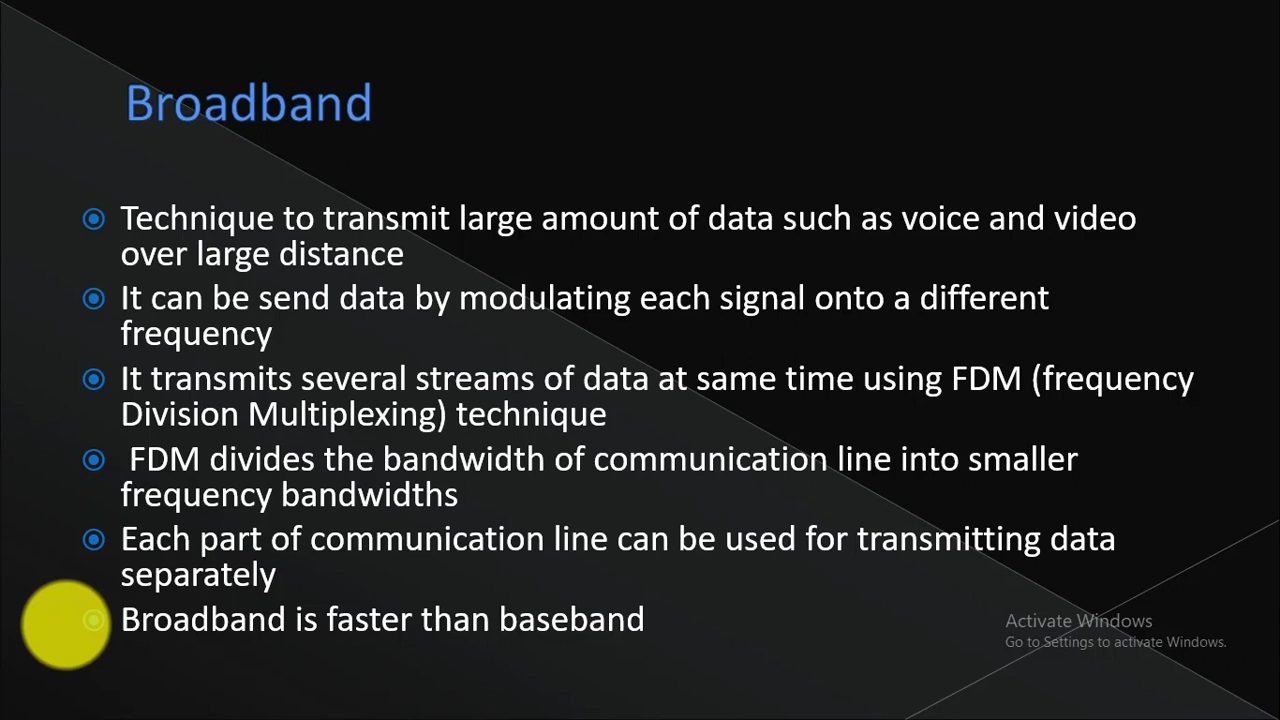 Broadband
Technique to transmit large amount of data such as voice and video
over large distance
It can be send data by modulating each signal onto a different
frequency
It transmits several streams of data at same time using FDM (frequency
Division Multiplexing) technique
FDM divides the bandwidth of communication line into smaller
frequency bandwidths
Each part of communication line can be used for transmitting data
separately
Broadband is faster than baseband
Activate Windows
Go to Settings to activate Windows.